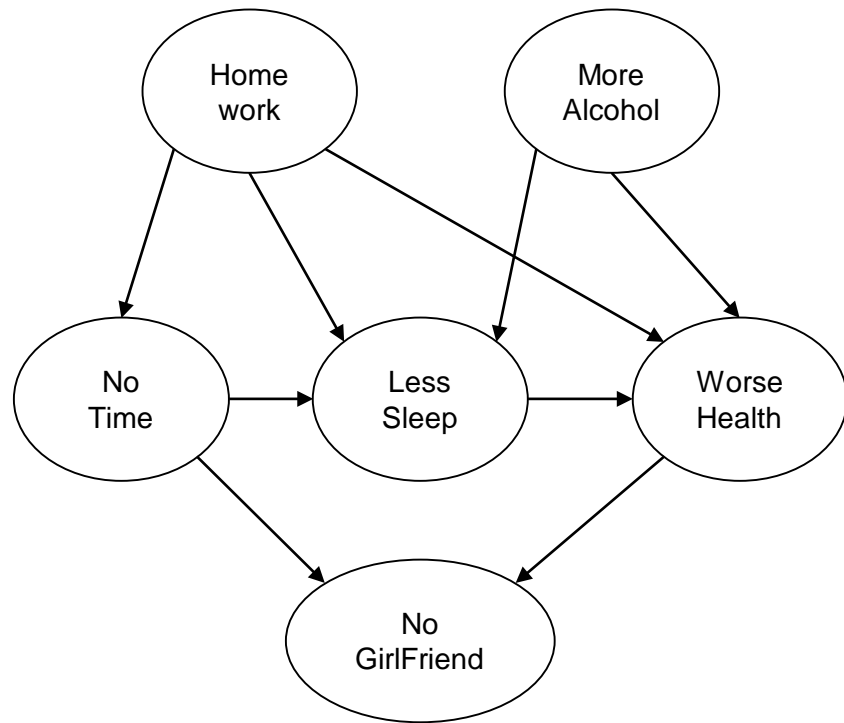 Home
work
More
Alcohol
No
Time
Less
Sleep
Worse
Health
No
GirlFriend